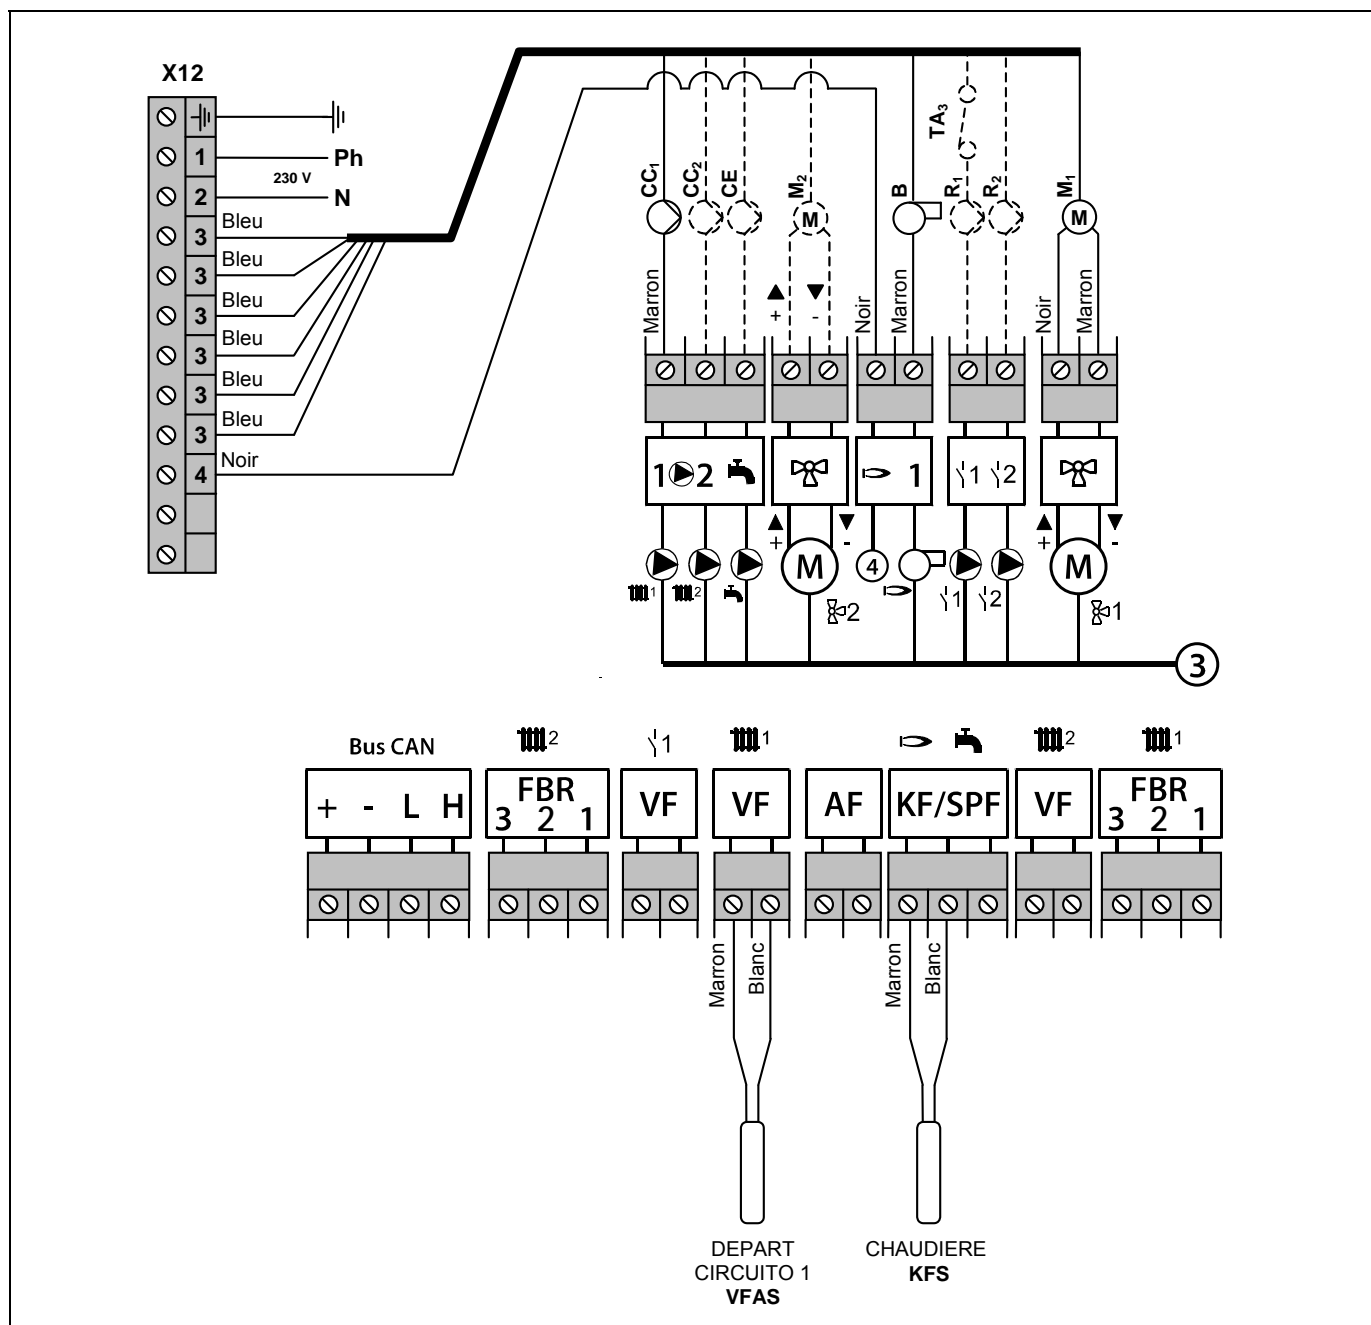 X12
1
Ph
230 V
2
N
3
Bleu
3
Bleu
3
Bleu
3
Bleu
3
Bleu
3
Bleu
4
Noir
CC1
CC2
CE
M2
B
TA3
R1
R2
M1
M
M
Marron
+
-
Noir
Marron
Noir
Marron
1 2
1
1 2
+
-
M
4
+
-
M
1
2
2
1
2
1
3
Bus CAN
2
1
1
2
1
+ - L H
FBR
3 2 1
VF
VF
AF
KF/SPF
VF
FBR
3 2 1
Marron
Blanc
Marron
Blanc
DEPART
CIRCUITO 1
VFAS
CHAUDIERE
KFS